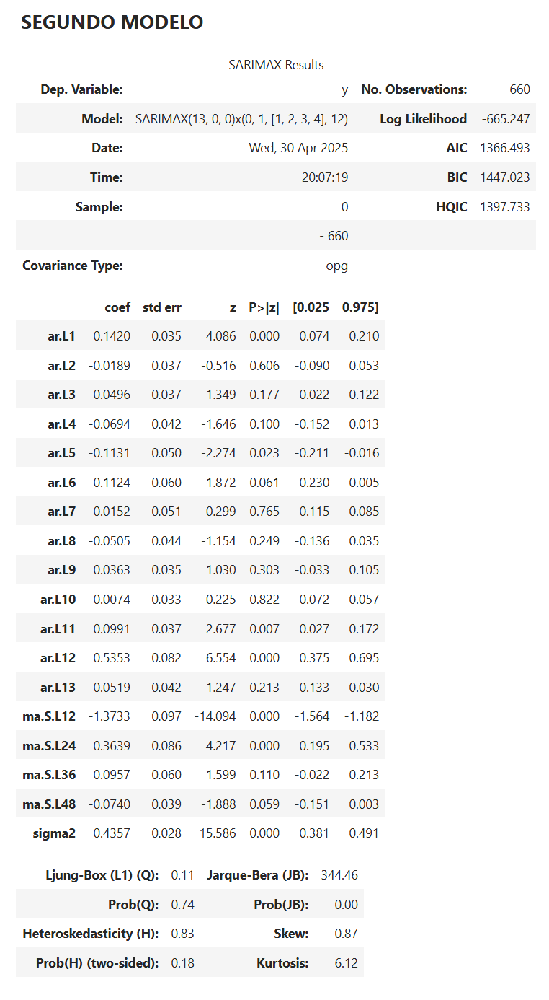 SEGUNDO MODELO
SARIMAX Results
Dep. Variable: y No. Observations: 660
Model: SARIMAX(13, 0, 0)x(0, 1, [1, 2, 3, 4], 12) Log Likelihood -665.247
Date: Wed, 30 Apr 2025 AIC 1366.493
Time: 20:07:19 BIC 1447.023
Sample: 0 HQIC 1397.733
- 660
Covariance Type: opg
coef std err z P>|z| [0.025 0.975]
ar.L1 0.1420 0.035 4.086 0.000 0.074 0.210
ar.L2 -0.0189 0.037 -0.516 0.606 -0.090 0.053
ar.L3 0.0496 0.037 1.349 0.177 -0.022 0.122
ar.L4 -0.0694 0.042 -1.646 0.100 -0.152 0.013
ar.L5 -0.1131 0.050 -2.274 0.023 -0.211 -0.016
ar.L6 -0.1124 0.060 -1.872 0.061 -0.230 0.005
ar.L7 -0.0152 0.051 -0.299 0.765 -0.115 0.085
ar.L8 -0.0505 0.044 -1.154 0.249 -0.136 0.035
ar.L9 0.0363 0.035 1.030 0.303 -0.033 0.105
ar.L10 -0.0074 0.033 -0.225 0.822 -0.072 0.057
ar.L11 0.0991 0.037 2.677 0.007 0.027 0.172
ar.L12 0.5353 0.082 6.554 0.000 0.375 0.695
ar.L13 -0.0519 0.042 -1.247 0.213 -0.133 0.030
ma.S.L12 -1.3733 0.097 -14.094 0.000 -1.564 -1.182
ma.S.L24 0.3639 0.086 4.217 0.000 0.195 0.533
ma.S.L36 0.0957 0.060 1.599 0.110 -0.022 0.213
ma.S.L48 -0.0740 0.039 -1.888 0.059 -0.151 0.003
sigma2 0.4357 0.028 15.586 0.000 0.381 0.491
Ljung-Box (L1) (Q): 0.11 Jarque-Bera (JB): 344.46
Prob(Q): 0.74 Prob(JB): 0.00
Heteroskedasticity (H): 0.83 Skew: 0.87
Prob(H) (two-sided): 0.18 Kurtosis: 6.12